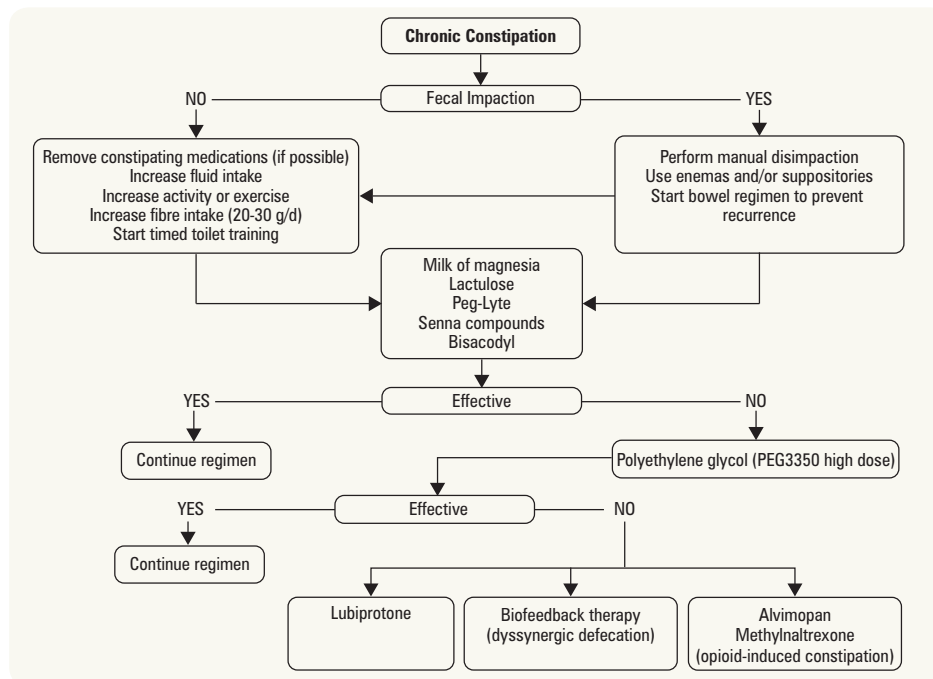 Chronic Constipation
Fecal Impaction
NO
YES
Remove constipating medications (if possible)
Increase fluid intake
Increase activity or exercise
Increase fibre intake (20-30 g/d)
Start timed toilet training
Perform manual disimpaction
Use enemas and/or suppositories
Start bowel regimen to prevent
recurrence
Milk of magnesia
Lactulose
Peg-Lyte
Senna compounds
Bisacodyl
YES
Effective
NO
Continue regimen
Polyethylene glycol (PEG3350 high dose)
YES
Effective
NO
Continue regimen
Lubiprotone
Biofeedback therapy
(dyssynergic defecation)
Alvimopan
Methylnaltrexone
(opioid-induced constipation)